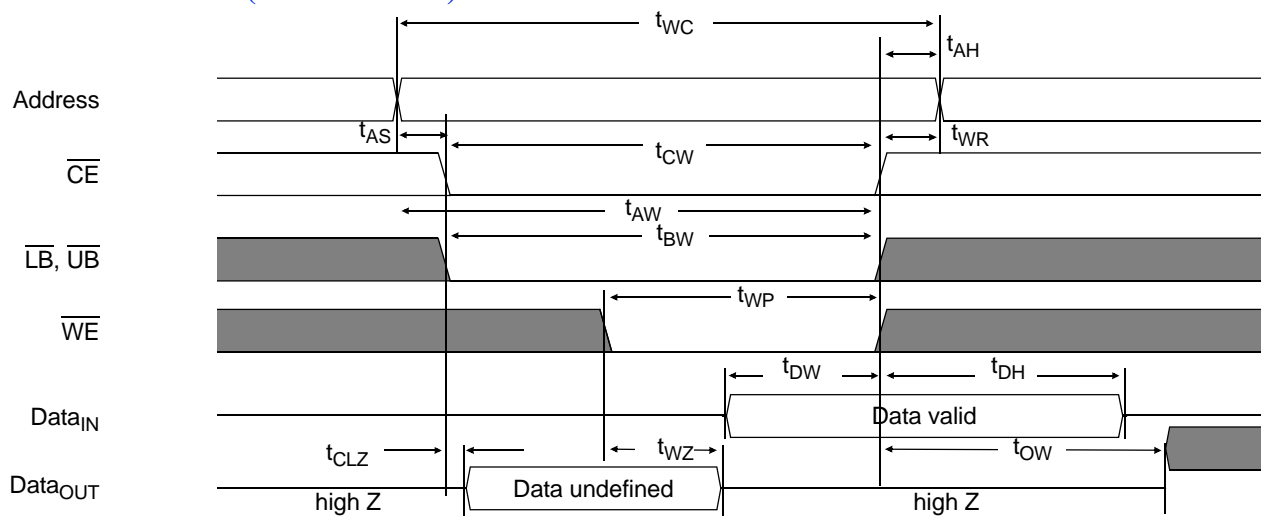 tWC
tAH
Address
tAS
tCW
tWR
CE
tAW
tBW
LB, UB
tWP
WE
tDW
tDH
DataIN
Data valid
tCLZ
tWZ
tOW
DataOUT
high Z
Data undefined
high Z